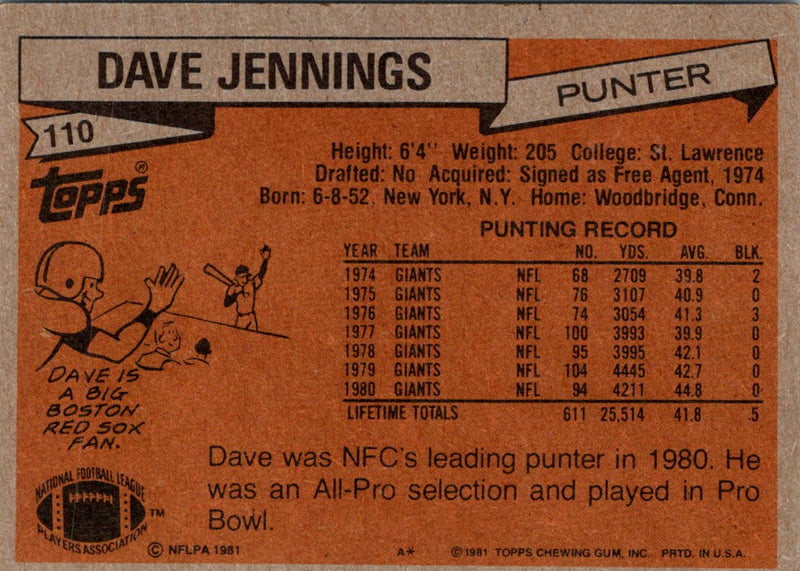 DAVE JENNINGS
PUNTER
110
Height: 6'4" Weight: 205 College: St. Lawrence
Drafted: No Acquired: Signed as Free Agent, 1974
Born: 6-8-52, New York, N.Y. Home: Woodbridge, Conn.
TOPPS®
PUNTING RECORD
YEAR TEAM NO. YDS. AVG. BLK.
1974 GIANTS NFL 68 2709 39.8 2
1975 GIANTS NFL 76 3107 40.9 0
1976 GIANTS NFL 74 3054 41.3 3
1977 GIANTS NFL 100 3993 39.9 0
1978 GIANTS NFL 95 3995 42.1 0
1979 GIANTS NFL 104 4445 42.7 0
1980 GIANTS NFL 94 4211 44.8 0
LIFETIME TOTALS 611 25,514 41.8 5
DAVE IS
A BIG
BOSTON
RED SOX
FAN.
Dave was NFC's leading punter in 1980. He
was an All-Pro selection and played in Pro
Bowl.
NATIONAL FOOTBALL LEAGUE
PLAYERS ASSOCIATION
TM
© NFLPA 1981 A* © 1981 TOPPS CHEWING GUM, INC. PRTD. IN U.S.A.